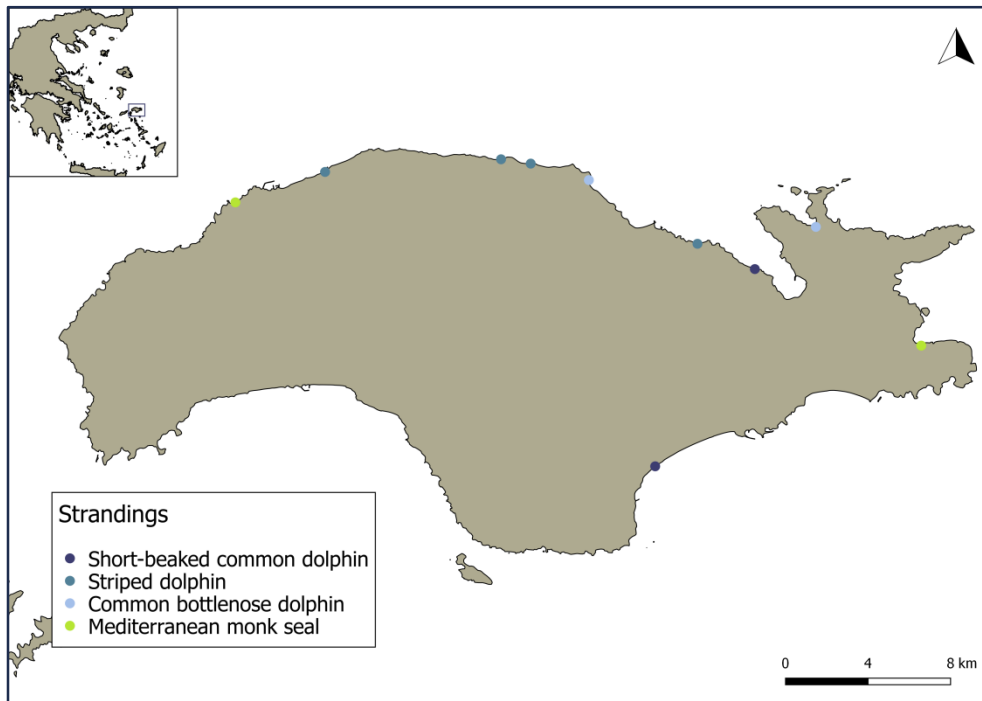 Strandings
Short-beaked common dolphin
Striped dolphin
Common bottlenose dolphin
Mediterranean monk seal
0 4 8 km